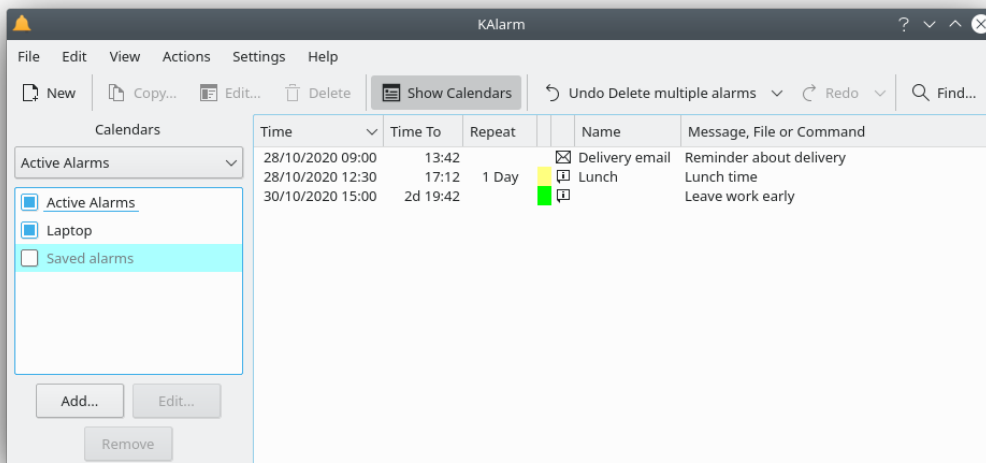 KAlarm
File Edit View Actions Settings Help
New Copy... Edit... Delete Show Calendars Undo Delete multiple alarms Redo Find...
Calendars
Active Alarms
Active Alarms
Laptop
Saved alarms
Add... Edit...
Remove
Time Time To Repeat Name Message, File or Command
28/10/2020 09:00 13:42 Delivery email Reminder about delivery
28/10/2020 12:30 17:12 1 Day Lunch Lunch time
30/10/2020 15:00 2d 19:42 Leave work early